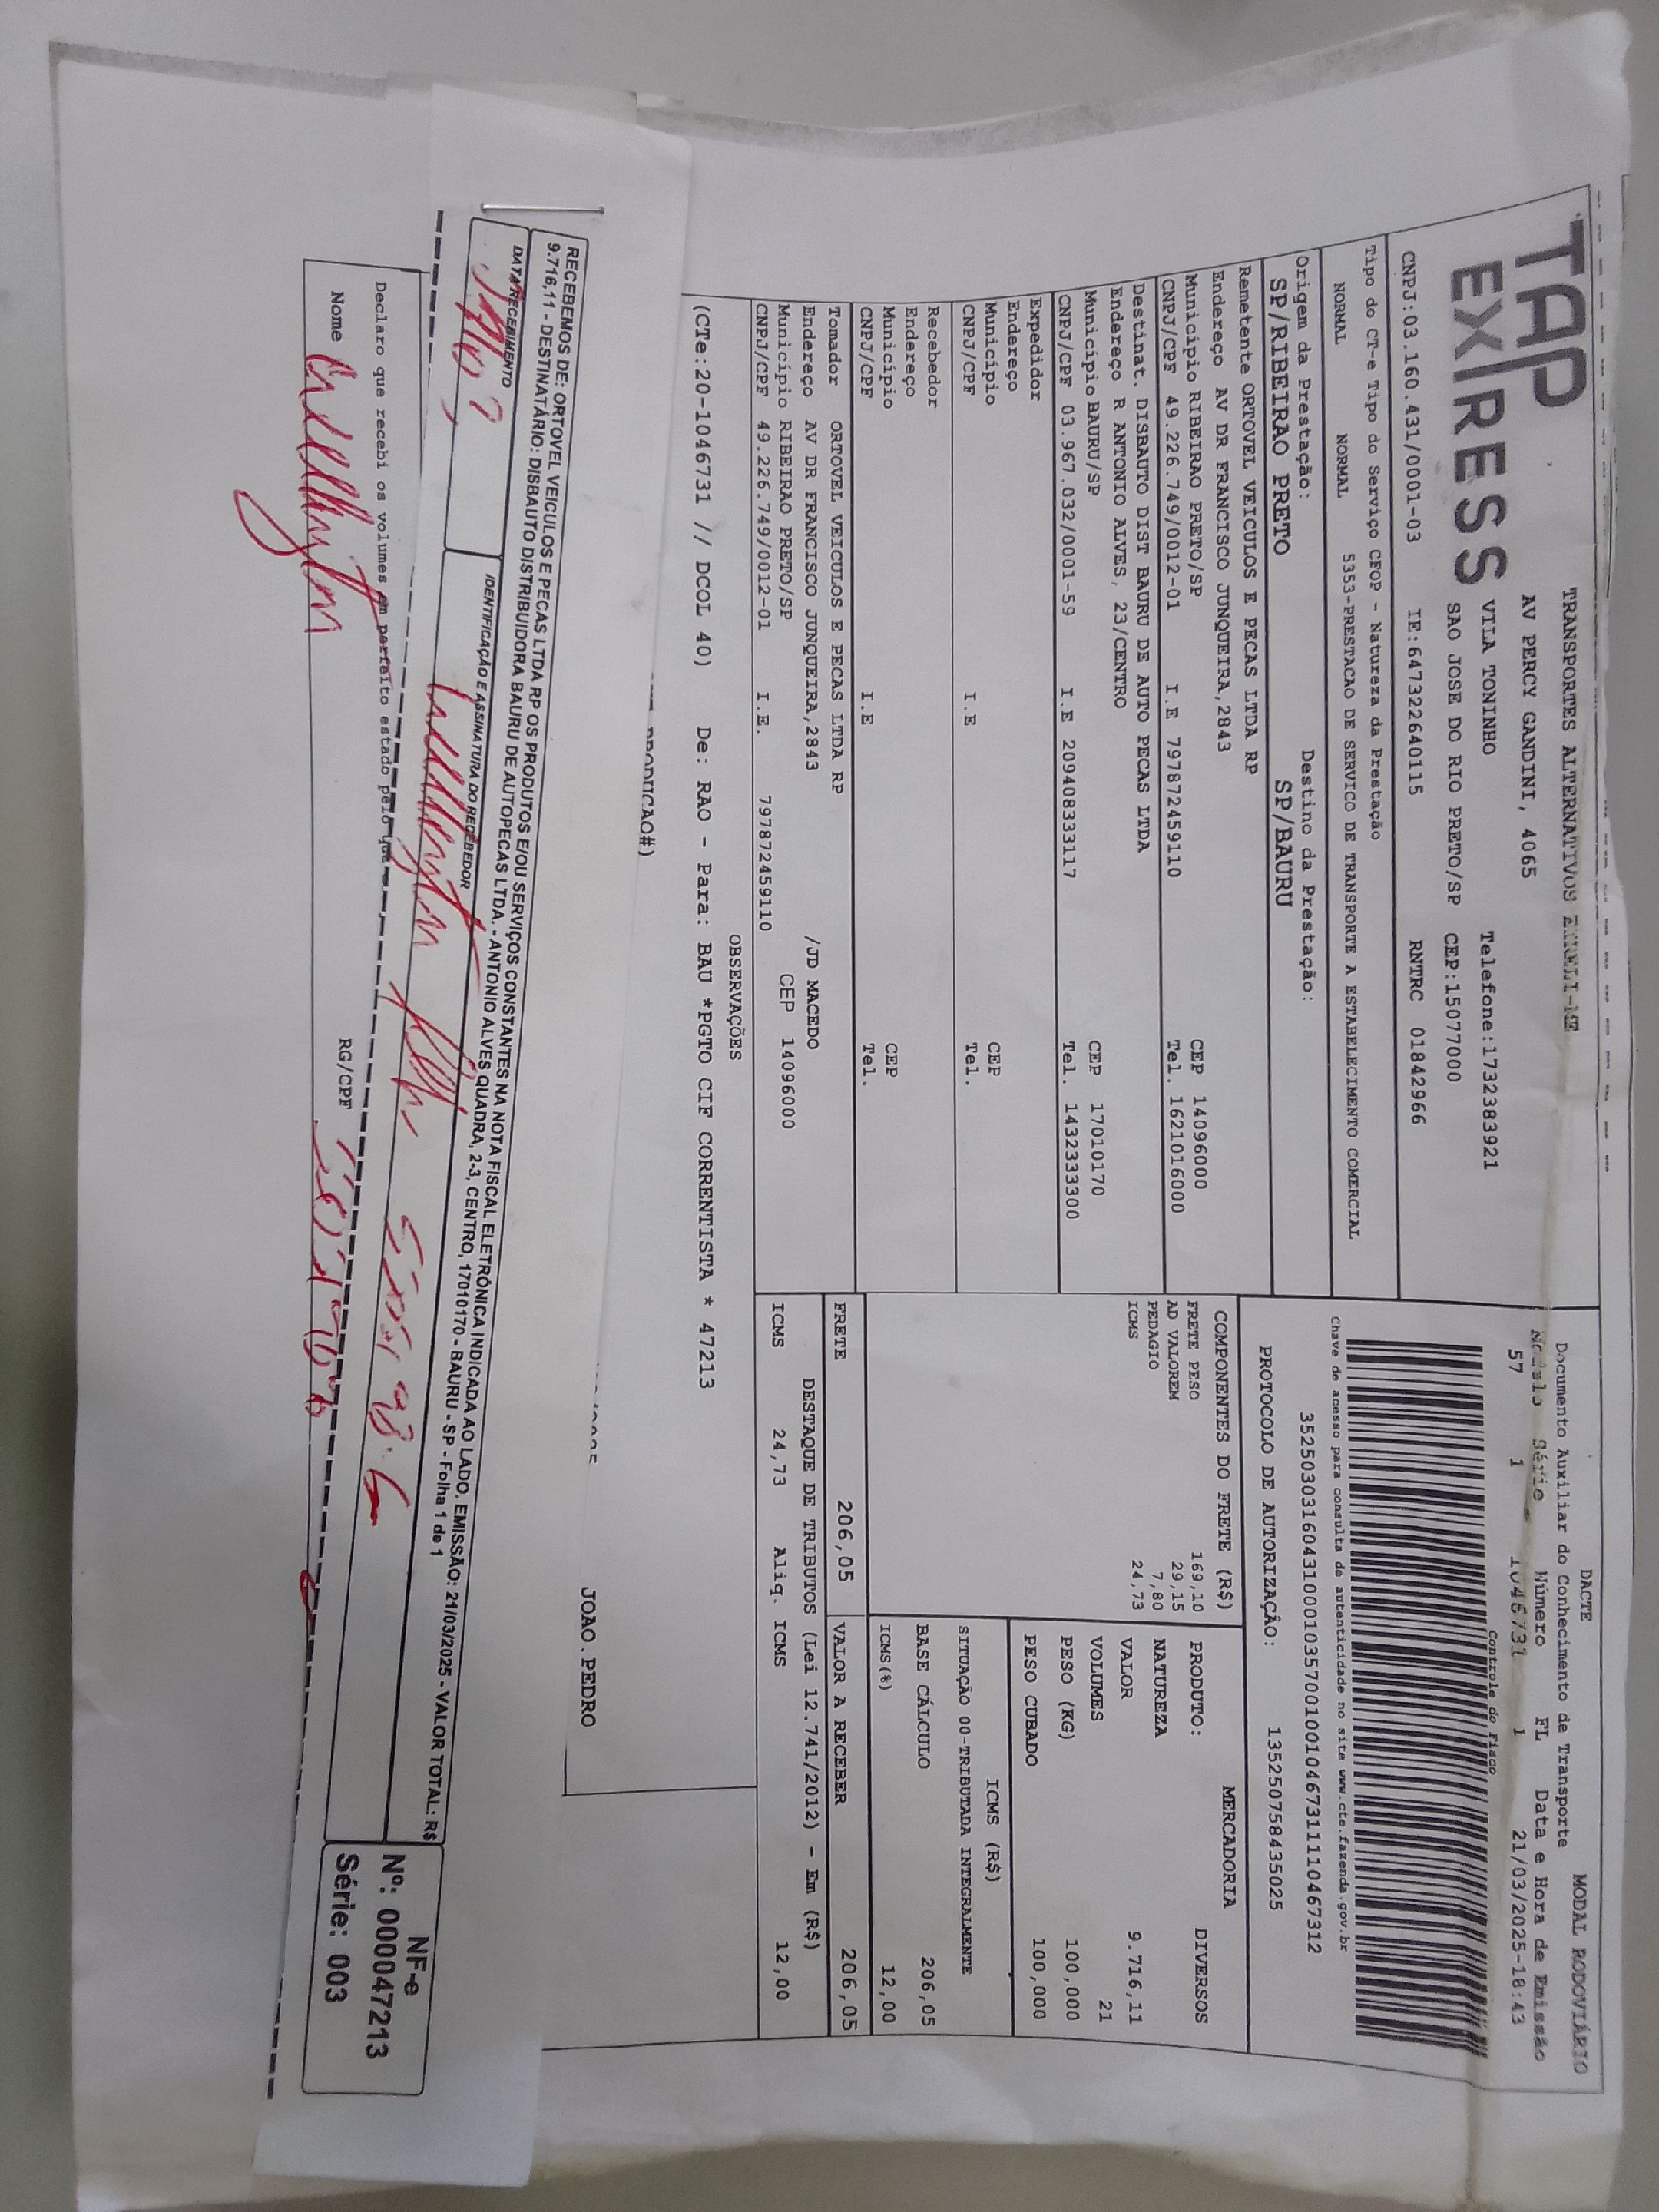 TAP
EXPRESS
TRANSPORTES ALTERNATIVOS EIRELI-ME
AV PERCY GANDINI, 4065
VILA TONINHO Telefone:1732383921
SAO JOSE DO RIO PRETO/SP CEP:15077000
CNPJ:03.160.431/0001-03 IE:647322640115 RNTRC 01842966
Tipo do CT-e Tipo do Serviço CFOP - Natureza da Prestação
NORMAL NORMAL 5353-PRESTACAO DE SERVICO DE TRANSPORTE A ESTABELECIMENTO COMERCIAL
Origem da Prestação: Destino da Prestação:
SP/RIBEIRAO PRETO SP/BAURU
Remetente ORTOVEL VEICULOS E PECAS LTDA RP
Endereço AV DR FRANCISCO JUNQUEIRA,2843
Município RIBEIRAO PRETO/SP CEP 14096000
CNPJ/CPF 49.226.749/0012-01 I.E 797872459110 Tel. 1621016000
Destinat. DISBAUTO DIST BAURU DE AUTO PECAS LTDA
Endereço R ANTONIO ALVES, 23/CENTRO
Município BAURU/SP CEP 17010170
CNPJ/CPF 03.967.032/0001-59 I.E 209408333117 Tel. 1432333300
Expedidor
Endereço
Município CEP
CNPJ/CPF I.E Tel.
Recebedor
Endereço
Município CEP
CNPJ/CPF I.E Tel.
Tomador ORTOVEL VEICULOS E PECAS LTDA RP
Endereço AV DR FRANCISCO JUNQUEIRA,2843 /JD MACEDO
Município RIBEIRAO PRETO/SP CEP 14096000
CNPJ/CPF 49.226.749/0012-01 I.E. 797872459110
DACTE MODAL RODOVIÁRIO
Documento Auxiliar do Conhecimento de Transporte
Modelo Série Número FL Data e Hora de Emissão
57 1 1046731 1 21/03/2025-18:43
Controle do Fisco
Chave de acesso para consulta de autenticidade no site www.cte.fazenda.gov.br
35250303160431000103570010010467311110467312
PROTOCOLO DE AUTORIZAÇÃO: 135250758435025
COMPONENTES DO FRETE (R$)
FRETE PESO 169,10
AD VALOREM 29,15
PEDAGIO 7,80
ICMS 24,73
MERCADORIA
PRODUTO: DIVERSOS
NATUREZA
VALOR 9.716,11
VOLUMES 21
PESO (KG) 100,000
PESO CUBADO 100,000
ICMS (R$)
SITUAÇÃO 00-TRIBUTADA INTEGRALMENTE
BASE CÁLCULO 206,05
ICMS(%) 12,00
FRETE 206,05 VALOR A RECEBER 206,05
DESTAQUE DE TRIBUTOS (Lei 12.741/2012) - Em (R$)
ICMS 24,73 Aliq. ICMS 12,00
OBSERVAÇÕES
(CTe:20-1046731 // DCOL 40) De: RAO - Para: BAU *PGTO CIF CORRENTISTA * 47213
JOAO.PEDRO
RECEBEMOS DE: ORTOVEL VEICULOS E PECAS LTDA RP OS PRODUTOS E/OU SERVIÇOS CONSTANTES NA NOTA FISCAL ELETRÔNICA INDICADA AO LADO. EMISSÃO: 21/03/2025 - VALOR TOTAL: R$
9.716,11 - DESTINATÁRIO: DISBAUTO DISTRIBUIDORA BAURU DE AUTOPECAS LTDA. - ANTONIO ALVES QUADRA, 2-3, CENTRO, 17010170 - BAURU - SP - Folha 1 de 1
DATA RECEBIMENTO IDENTIFICAÇÃO E ASSINATURA DO RECEBEDOR
NF-e
Nº: 000047213
Série: 003
Declaro que recebi os volumes em perfeito estado pelo que
Nome RG/CPF